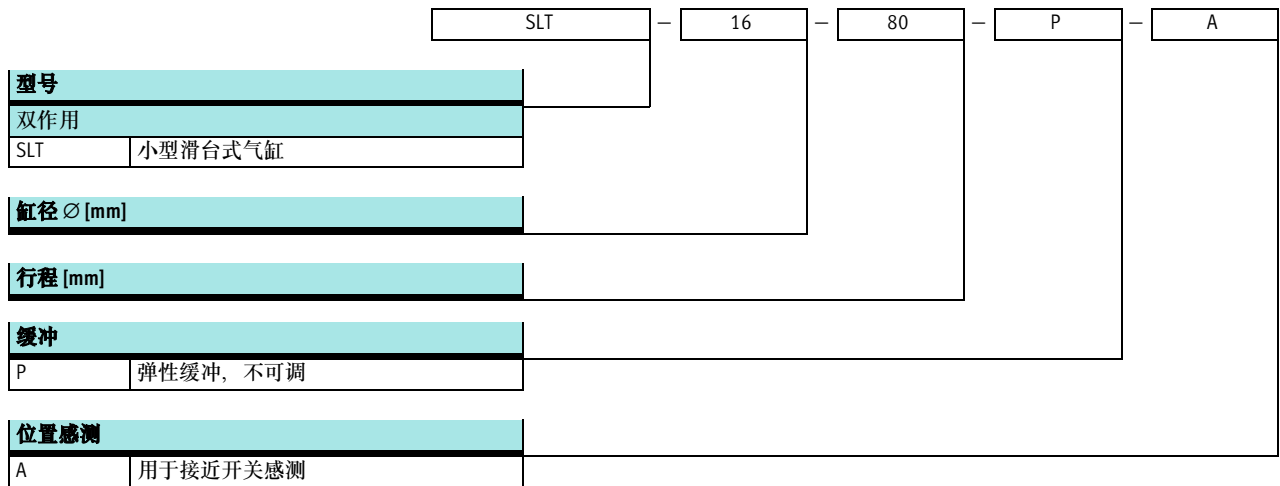 SLT – 16 – 80 – P – A
型号
双作用
SLT 小型滑台式气缸
缸径 ∅ [mm]
行程 [mm]
缓冲
P 弹性缓冲，不可调
位置感测
A 用于接近开关感测